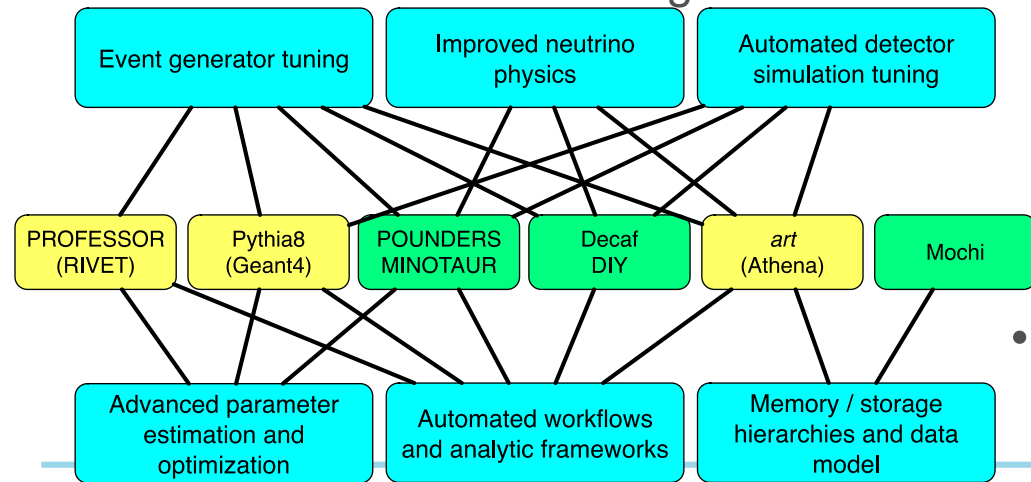 Event generator tuning
Improved neutrino
physics
Automated detector
simulation tuning
PROFESSOR
(RIVET)
Pythia8
(Geant4)
POUNDERS
MINOTAUR
Decaf
DIY
art
(Athena)
Mochi
Advanced parameter
estimation and
optimization
Automated workflows
and analytic frameworks
Memory / storage
hierarchies and data
model